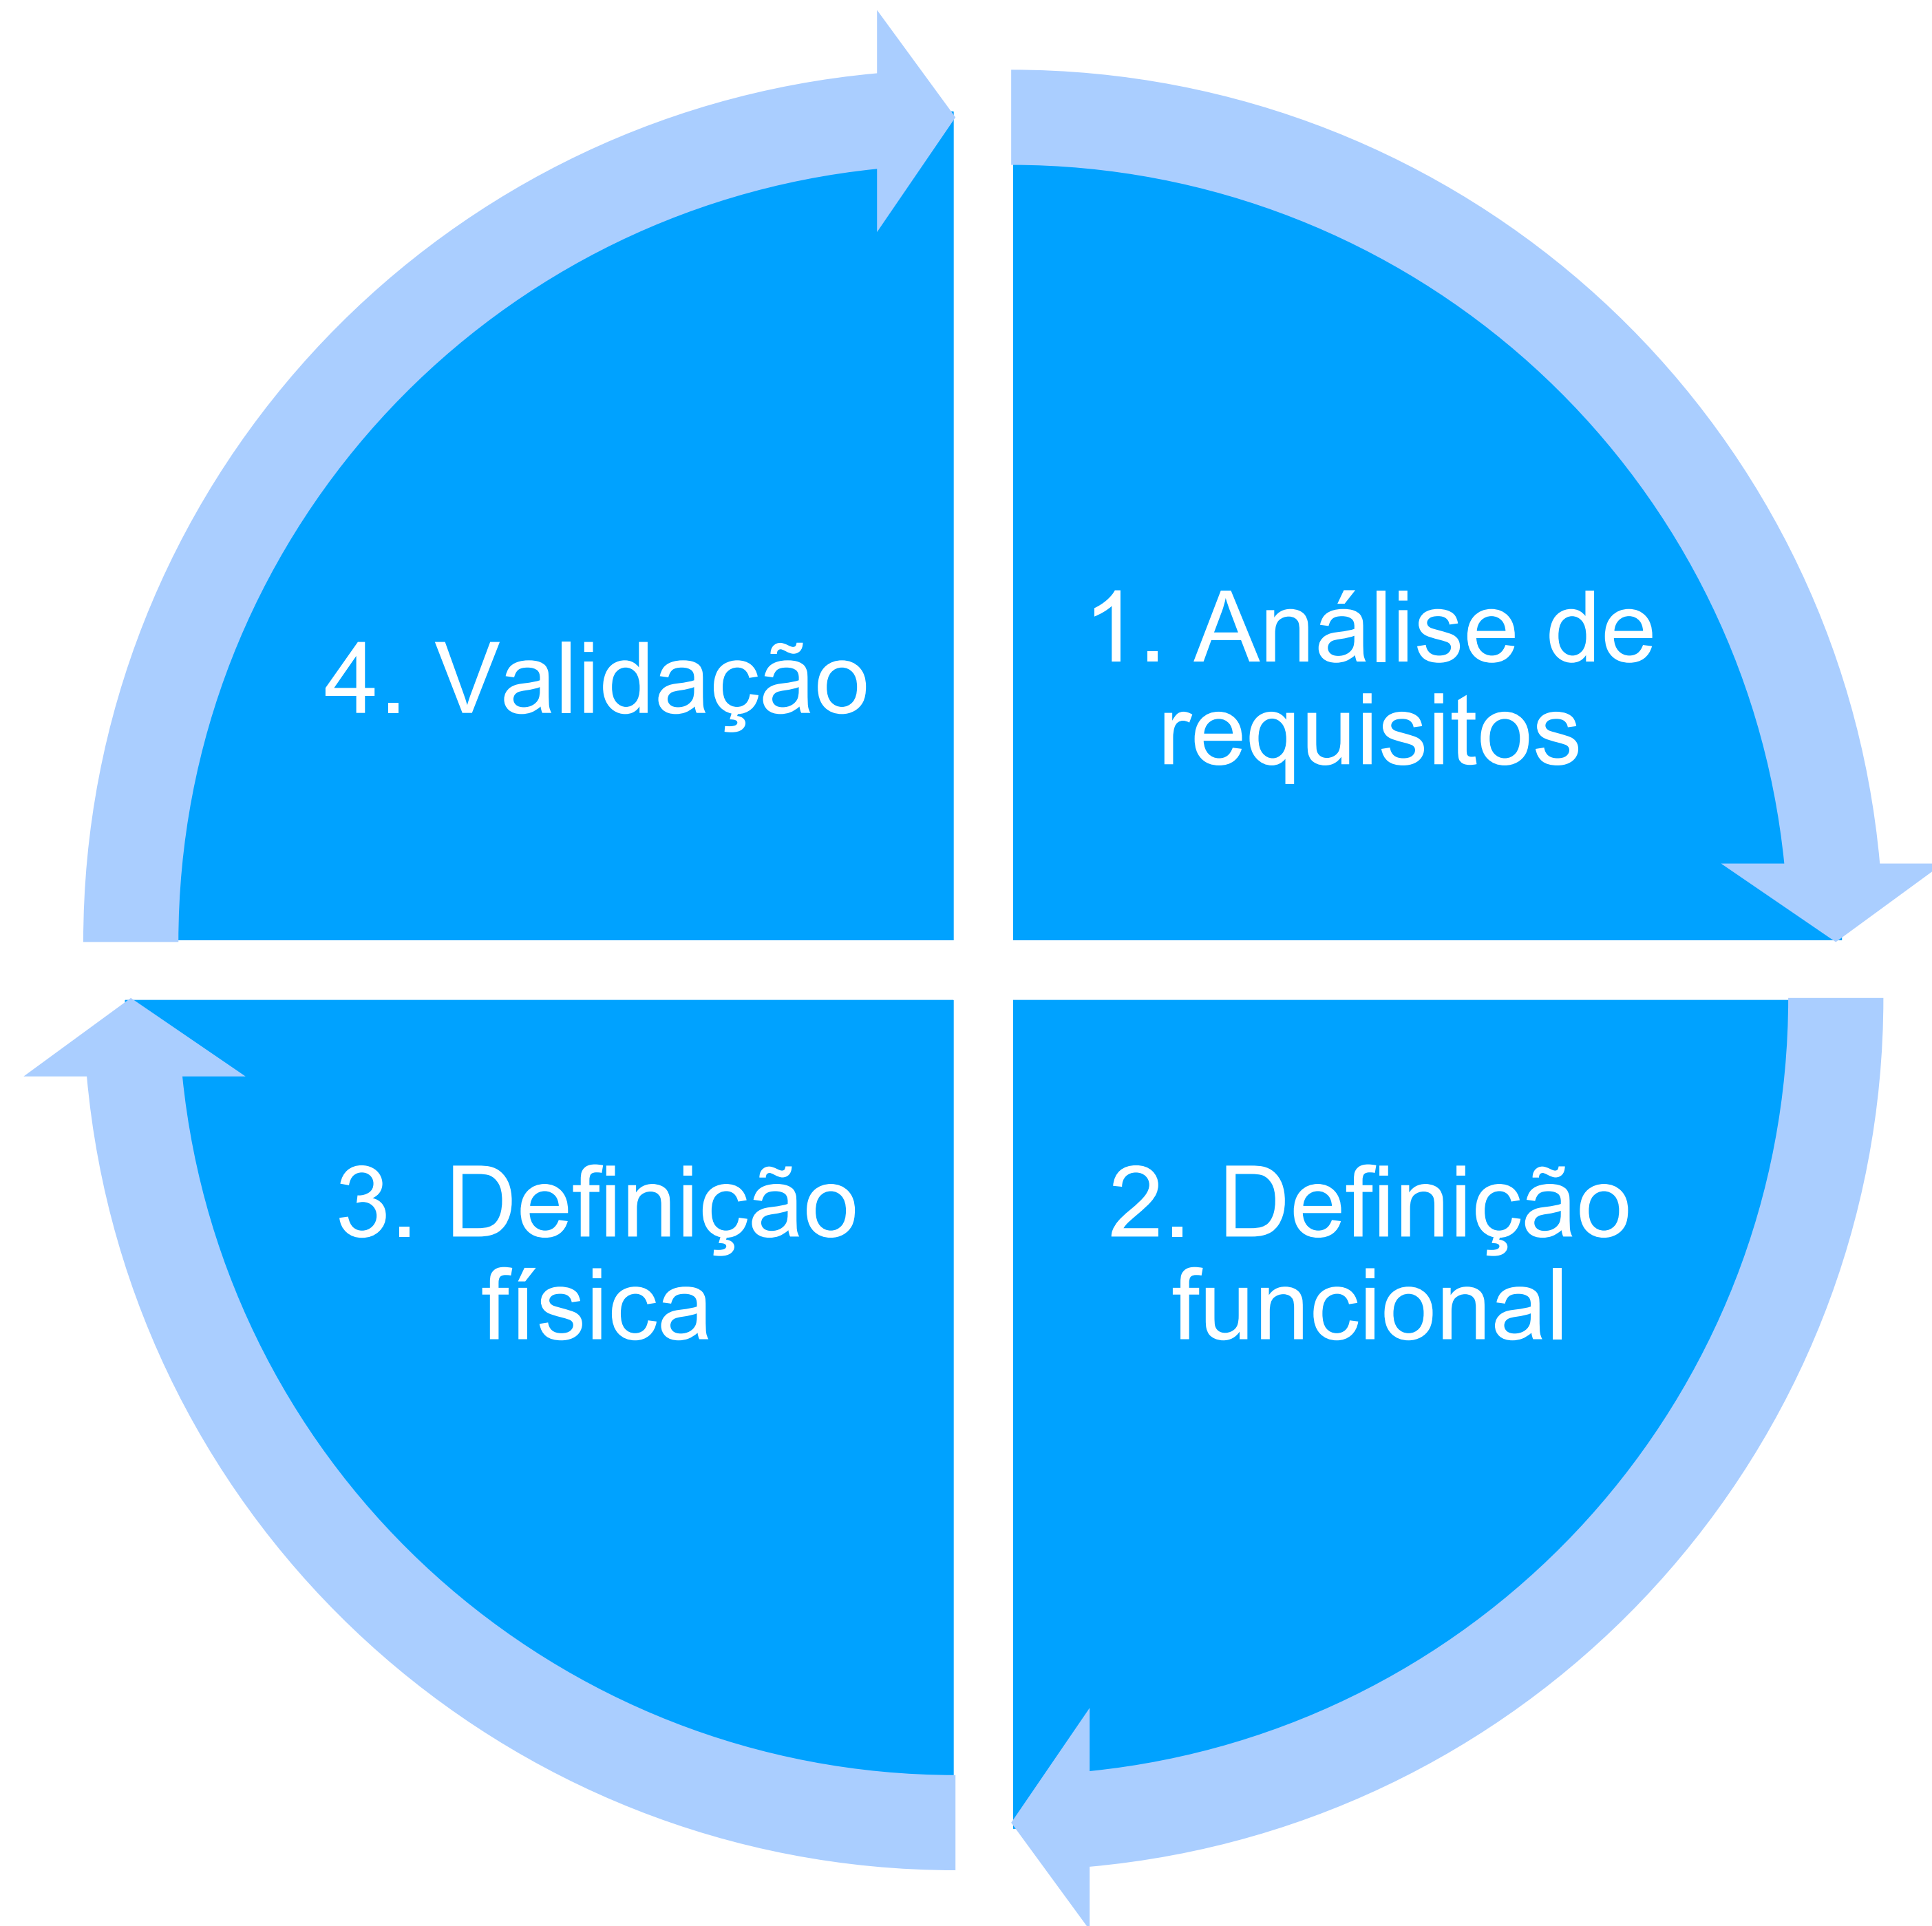 1. Análise de
requisitos
2. Definição
funcional
3. Definição
física
4. Validação